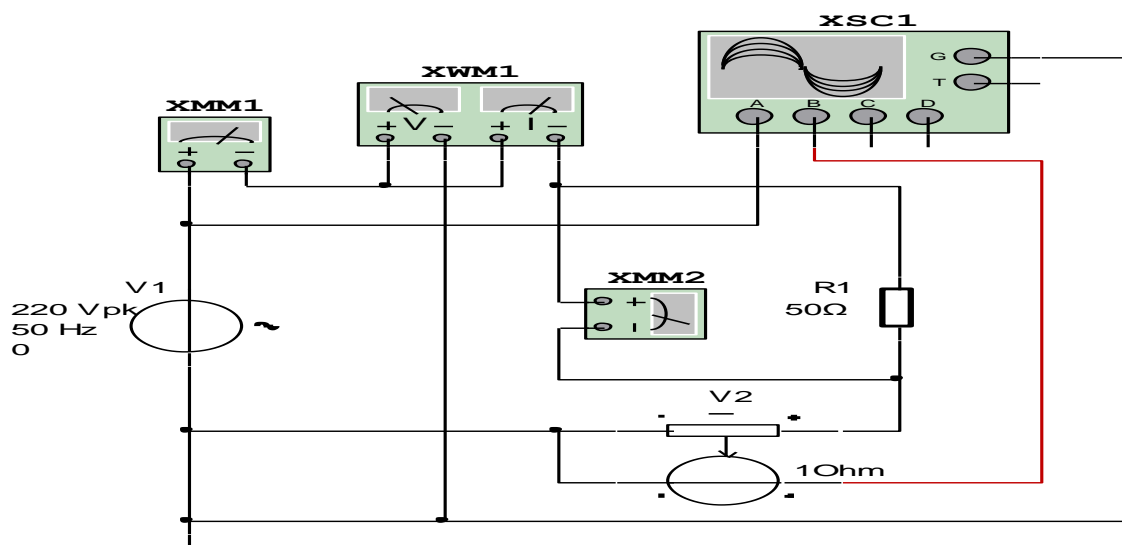 XSC1
G
T
A B C D
XWM1
+ V − + I −
XMM1
+ −
XMM2
+
−
V1
220 Vpk
50 Hz
0
~
R1
50Ω
V2
− +
1Ohm
− −